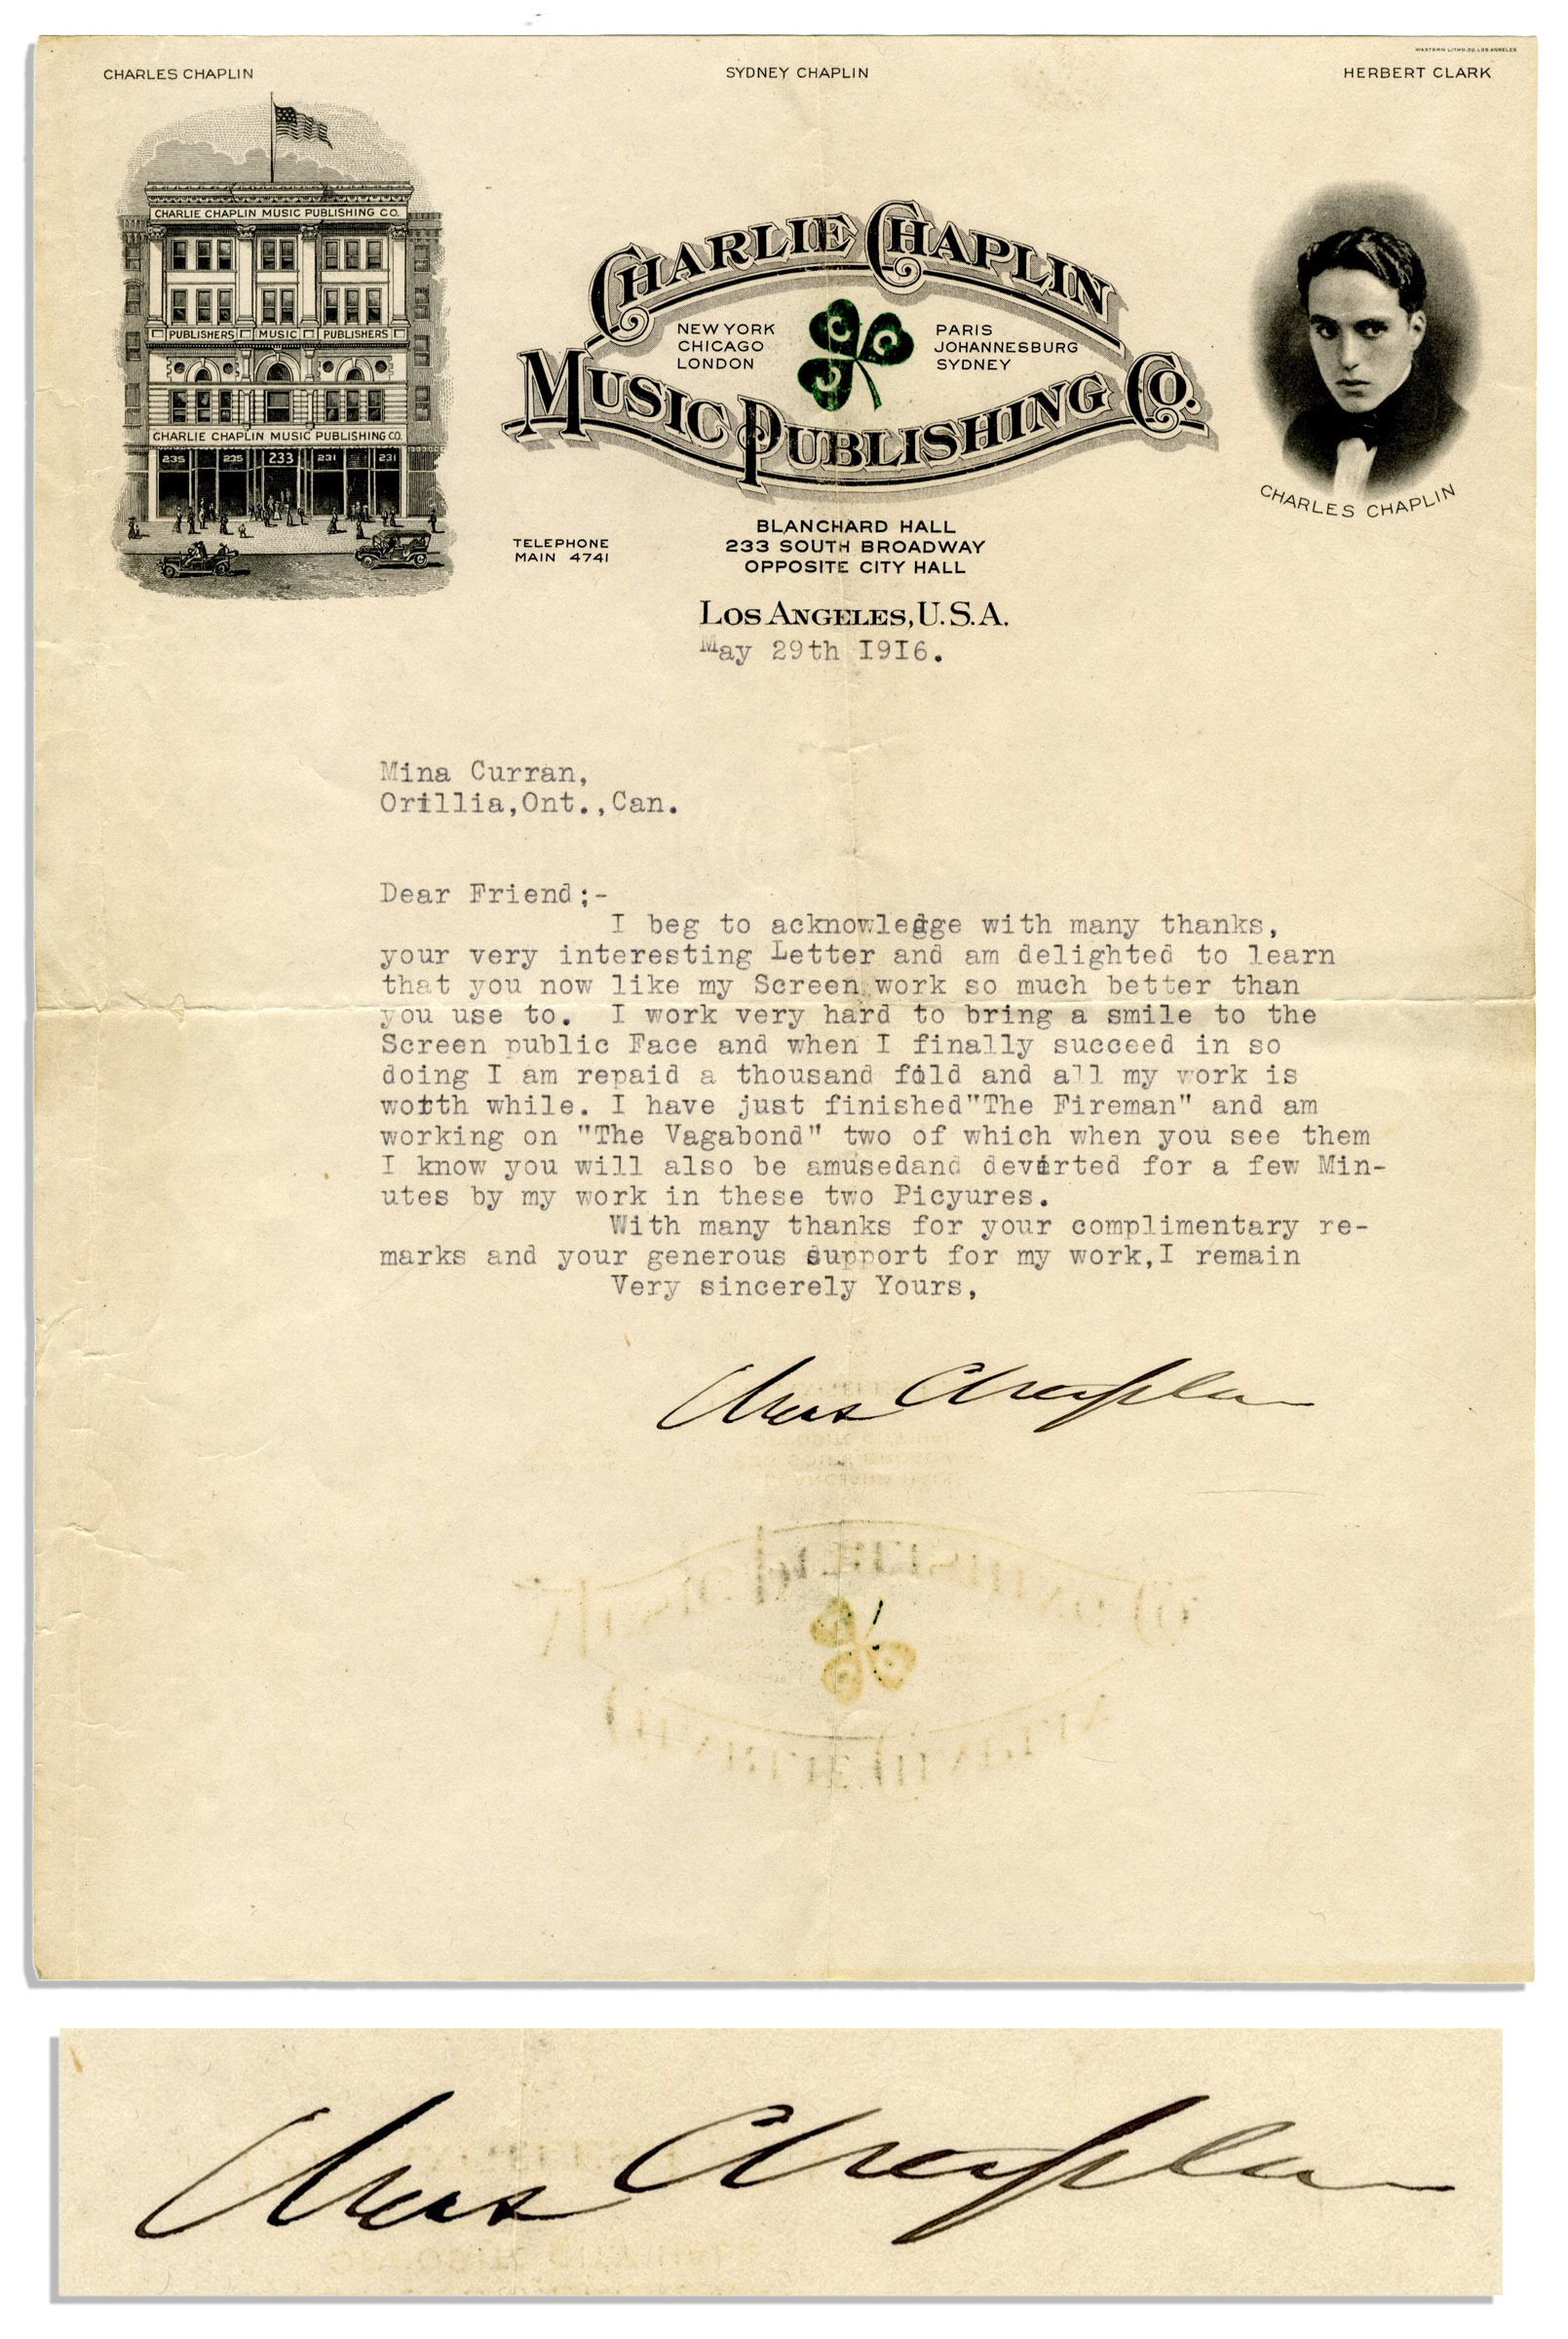 WESTERN LITHO. CO. LOS ANGELES
CHARLES CHAPLIN
SYDNEY CHAPLIN
HERBERT CLARK
CHARLIE CHAPLIN MUSIC PUBLISHING CO.
PUBLISHERS MUSIC PUBLISHERS
CHARLIE CHAPLIN MUSIC PUBLISHING CO.
235 235 233 231 231
CHARLIE CHAPLIN
NEW YORK
CHICAGO
LONDON
C C C
PARIS
JOHANNESBURG
SYDNEY
MUSIC PUBLISHING CO.
CHARLES CHAPLIN
TELEPHONE
MAIN 4741
BLANCHARD HALL
233 SOUTH BROADWAY
OPPOSITE CITY HALL
LOS ANGELES, U.S.A.
May 29th 1916.
Mina Curran,
Orillia,Ont.,Can.
Dear Friend;-
I beg to acknowledge with many thanks,
your very interesting Letter and am delighted to learn
that you now like my Screen work so much better than
you use to. I work very hard to bring a smile to the
Screen public Face and when I finally succeed in so
doing I am repaid a thousand fold and all my work is
worth while. I have just finished"The Fireman" and am
working on "The Vagabond" two of which when you see them
I know you will also be amusedand deverted for a few Min-
utes by my work in these two Picyures.
With many thanks for your complimentary re-
marks and your generous support for my work,I remain
Very sincerely Yours,
Chas Chaplin
Chas Chaplin